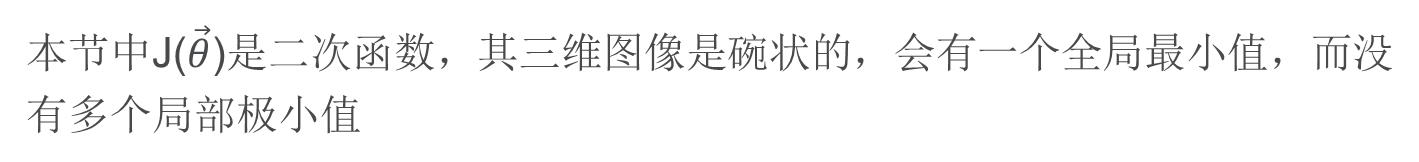 本节中J(θ⃗)是二次函数，其三维图像是碗状的，会有一个全局最小值，而没
有多个局部极小值